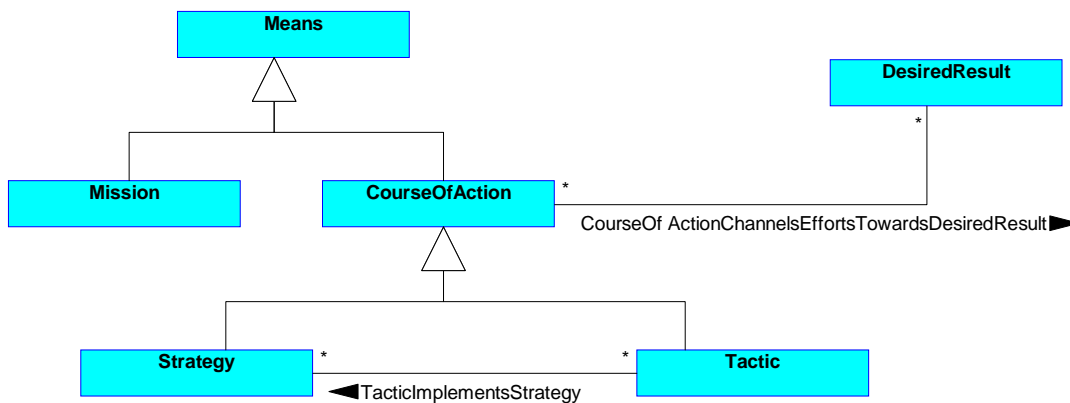 Means
DesiredResult
*
Mission
CourseOfAction
*
CourseOf ActionChannelsEffortsTowardsDesiredResult
Strategy
*
*
Tactic
TacticImplementsStrategy